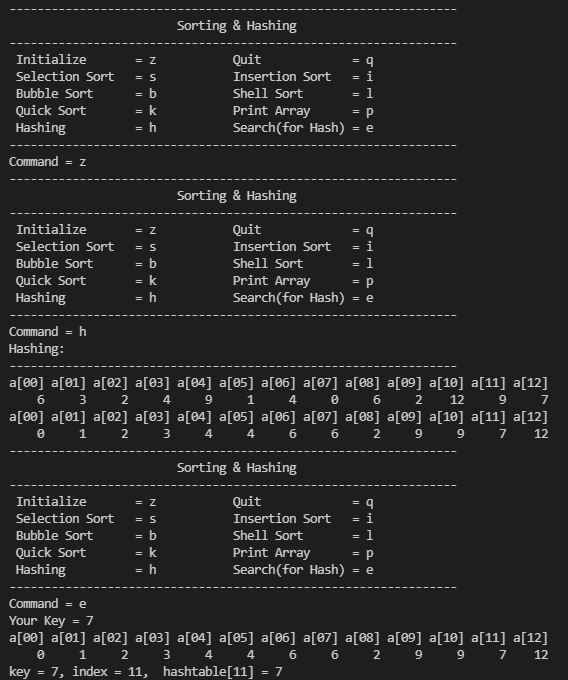 ----------------------------------------------------------------
                        Sorting & Hashing
----------------------------------------------------------------
 Initialize       = z           Quit             = q
 Selection Sort   = s           Insertion Sort   = i
 Bubble Sort      = b           Shell Sort       = l
 Quick Sort       = k           Print Array      = p
 Hashing          = h           Search(for Hash) = e
----------------------------------------------------------------
Command = z
----------------------------------------------------------------
                        Sorting & Hashing
----------------------------------------------------------------
 Initialize       = z           Quit             = q
 Selection Sort   = s           Insertion Sort   = i
 Bubble Sort      = b           Shell Sort       = l
 Quick Sort       = k           Print Array      = p
 Hashing          = h           Search(for Hash) = e
----------------------------------------------------------------
Command = h
Hashing:
----------------------------------------------------------------
a[00] a[01] a[02] a[03] a[04] a[05] a[06] a[07] a[08] a[09] a[10] a[11] a[12]
    6     3     2     4     9     1     4     0     6     2    12     9     7
a[00] a[01] a[02] a[03] a[04] a[05] a[06] a[07] a[08] a[09] a[10] a[11] a[12]
    0     1     2     3     4     4     6     6     2     9     9     7    12
----------------------------------------------------------------
                        Sorting & Hashing
----------------------------------------------------------------
 Initialize       = z           Quit             = q
 Selection Sort   = s           Insertion Sort   = i
 Bubble Sort      = b           Shell Sort       = l
 Quick Sort       = k           Print Array      = p
 Hashing          = h           Search(for Hash) = e
----------------------------------------------------------------
Command = e
Your Key = 7
a[00] a[01] a[02] a[03] a[04] a[05] a[06] a[07] a[08] a[09] a[10] a[11] a[12]
    0     1     2     3     4     4     6     6     2     9     9     7    12
key = 7, index = 11,  hashtable[11] = 7